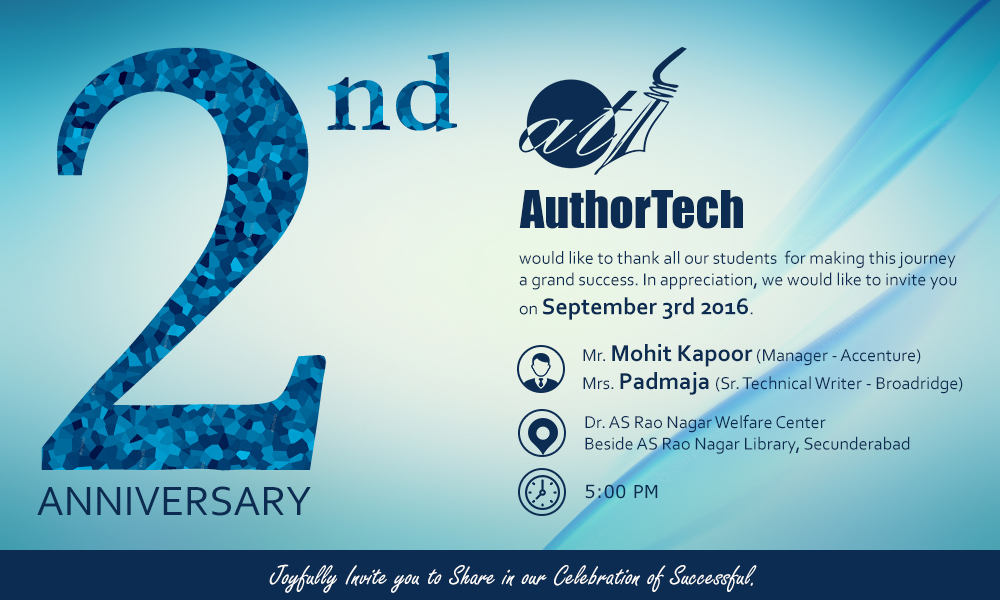 2nd
ANNIVERSARY
at
AuthorTech
would like to thank all our students for making this journey
a grand success. In appreciation, we would like to invite you
on September 3rd 2016.
Mr. Mohit Kapoor (Manager - Accenture)
Mrs. Padmaja (Sr. Technical Writer - Broadridge)
Dr. AS Rao Nagar Welfare Center
Beside AS Rao Nagar Library, Secunderabad
5:00 PM
Joyfully Invite you to Share in our Celebration of Successful.